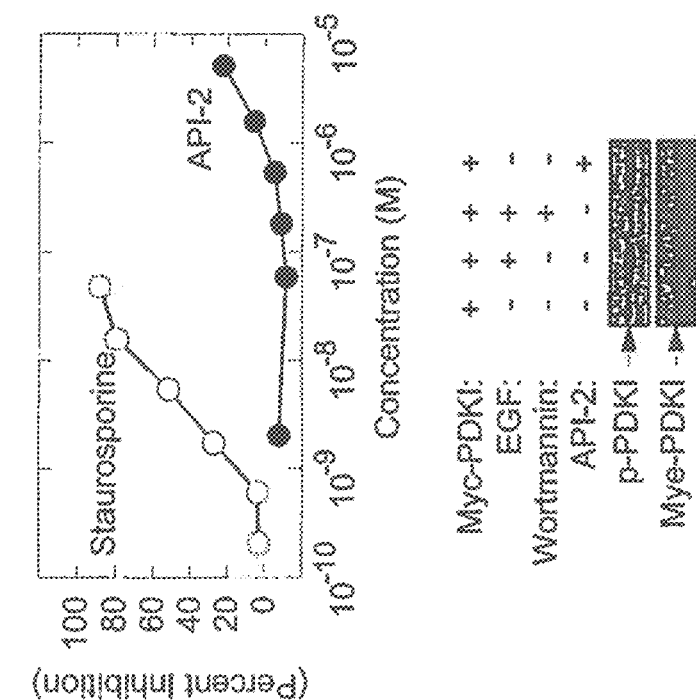 (Percent Inhibition)
100
80
60
40
20
0
Staurosporine
API-2
10^-10
10^-9
10^-8
10^-7
10^-6
10^-5
Concentration (M)
Myc-PDKI: + + + +
EGF: - + + -
Wortmannin: - - + -
API-2: - - - +
p-PDKI
Mye-PDKI